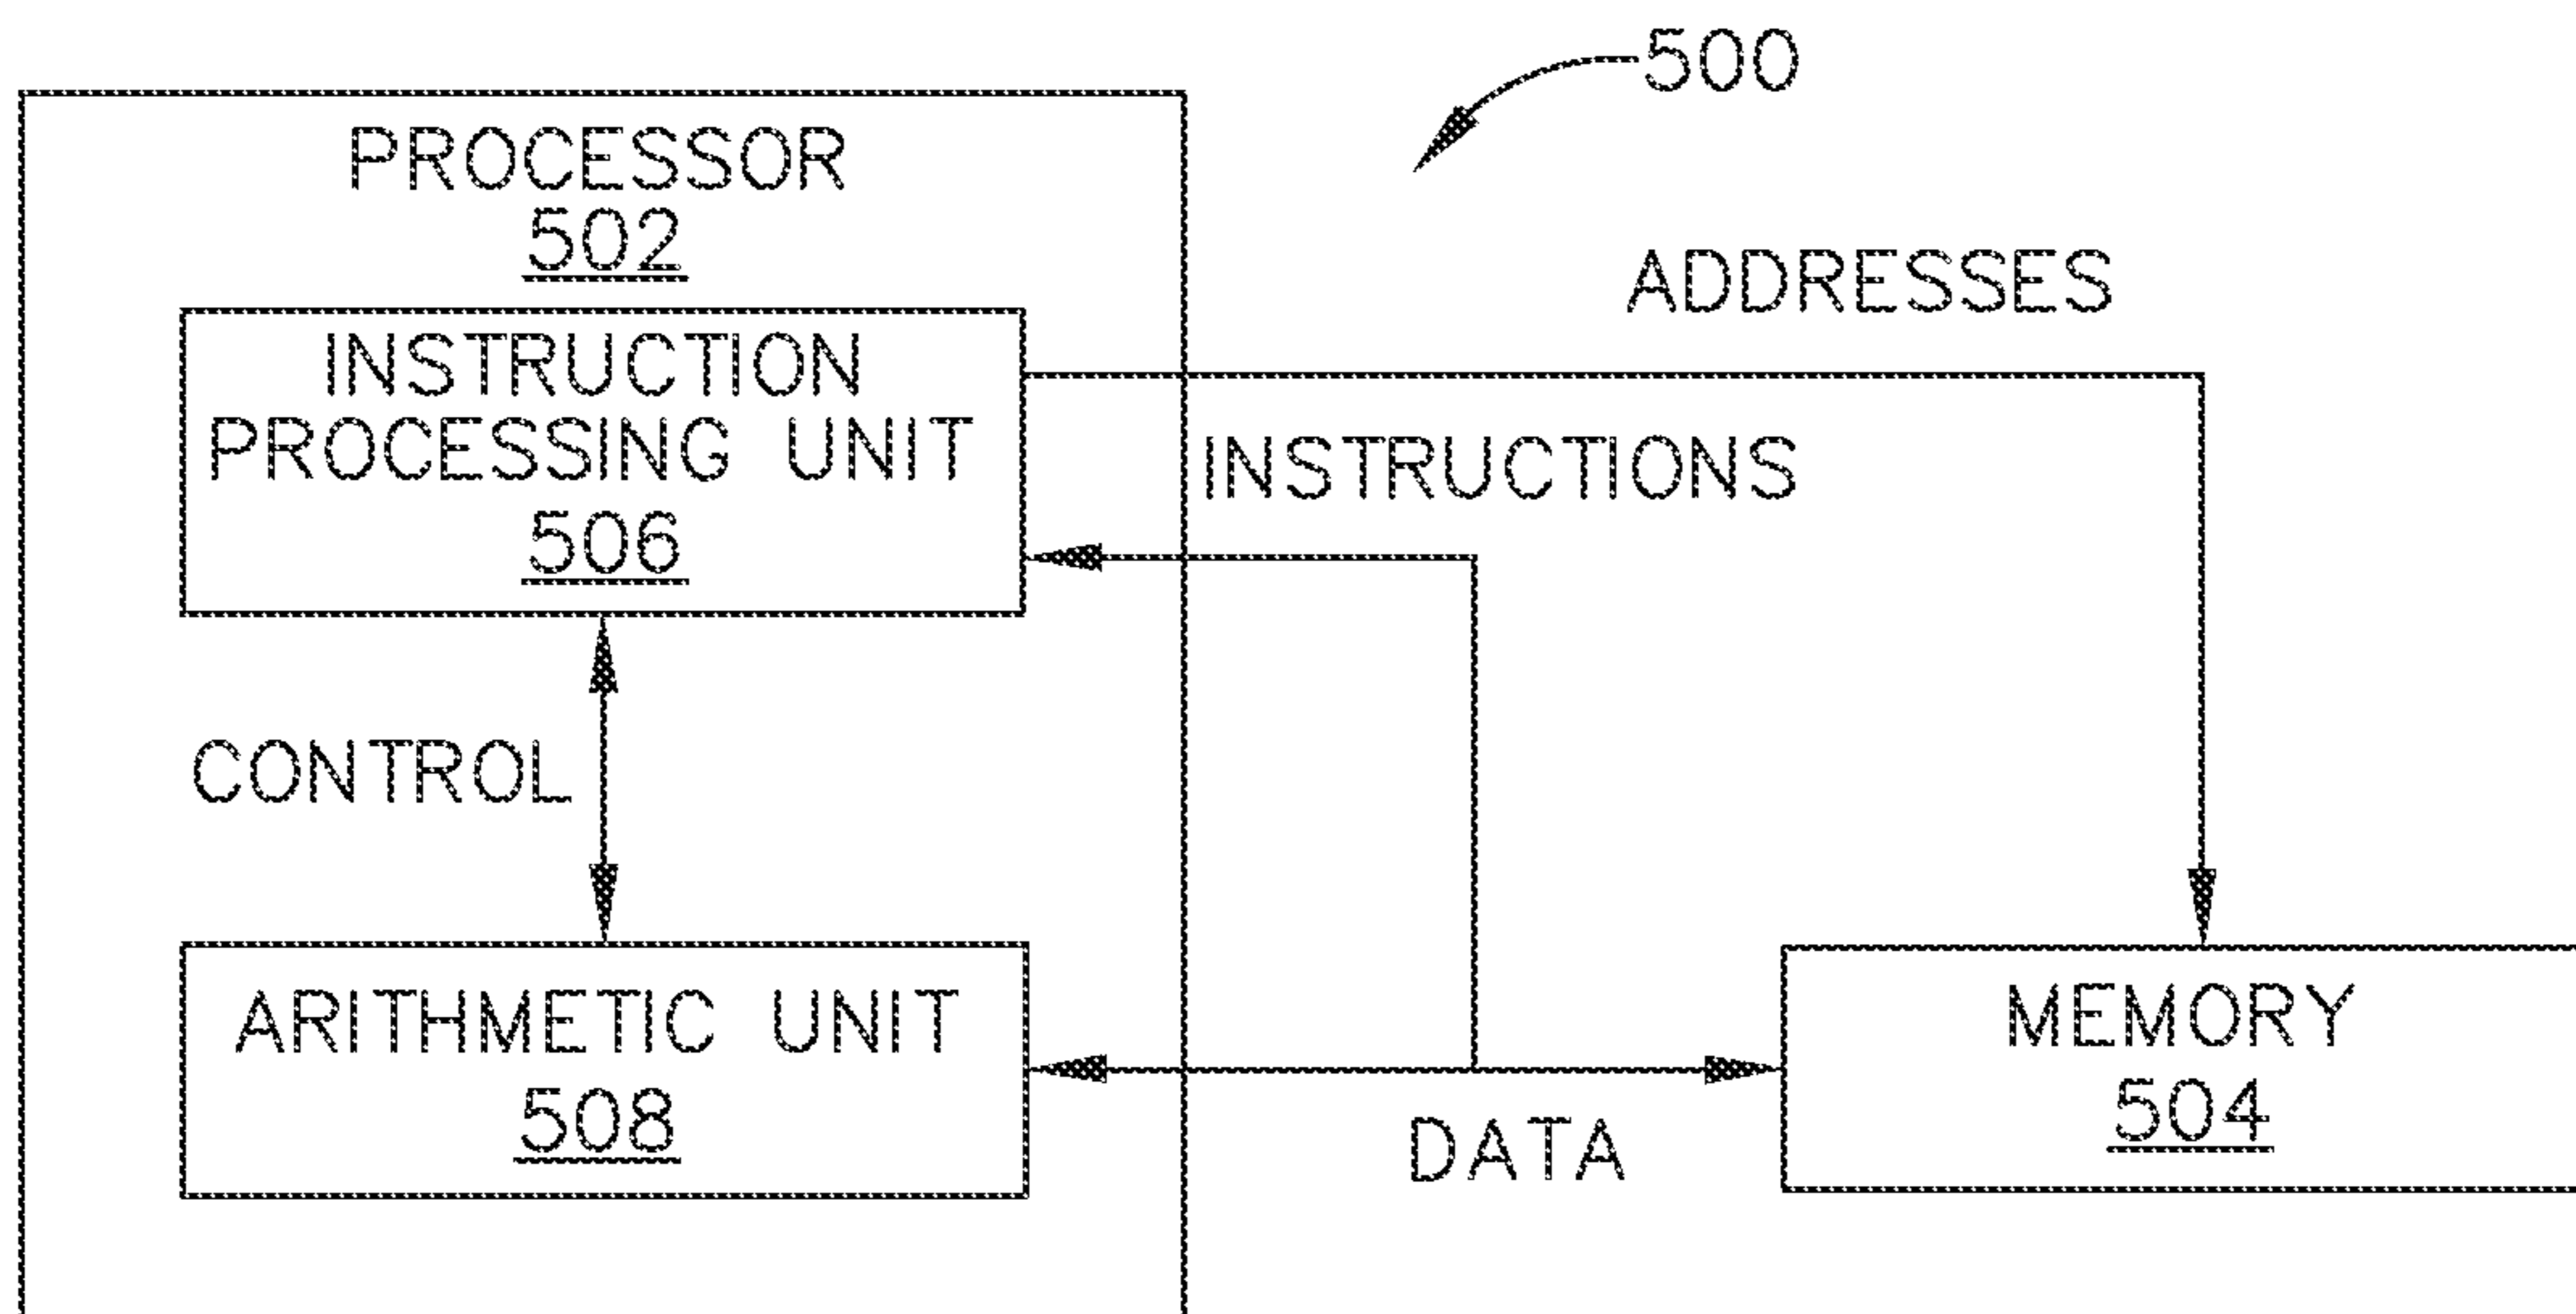 500
PROCESSOR
502
ADDRESSES
INSTRUCTION
PROCESSING UNIT
506
INSTRUCTIONS
CONTROL
ARITHMETIC UNIT
508
MEMORY
504
DATA